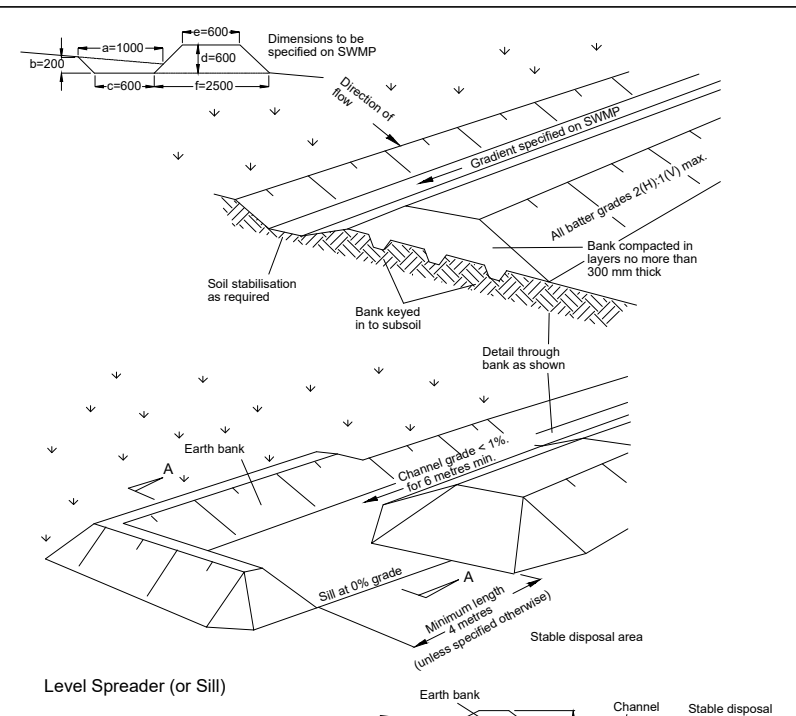 e=600
Dimensions to be
specified on SWMP
a=1000
b=200
d=600
c=600
f=2500
Direction of
flow
Gradient specified on SWMP
All batter grades 2(H):1(V) max.
Bank compacted in
layers no more than
300 mm thick
Soil stabilisation
as required
Bank keyed
in to subsoil
Detail through
bank as shown
Earth bank
A
Channel grade < 1%.
for 6 metres min.
Sill at 0% grade
A
Minimum length
4 metres
(unless specified otherwise)
Stable disposal area
Level Spreader (or Sill)
Earth bank
Channel
Stable disposal